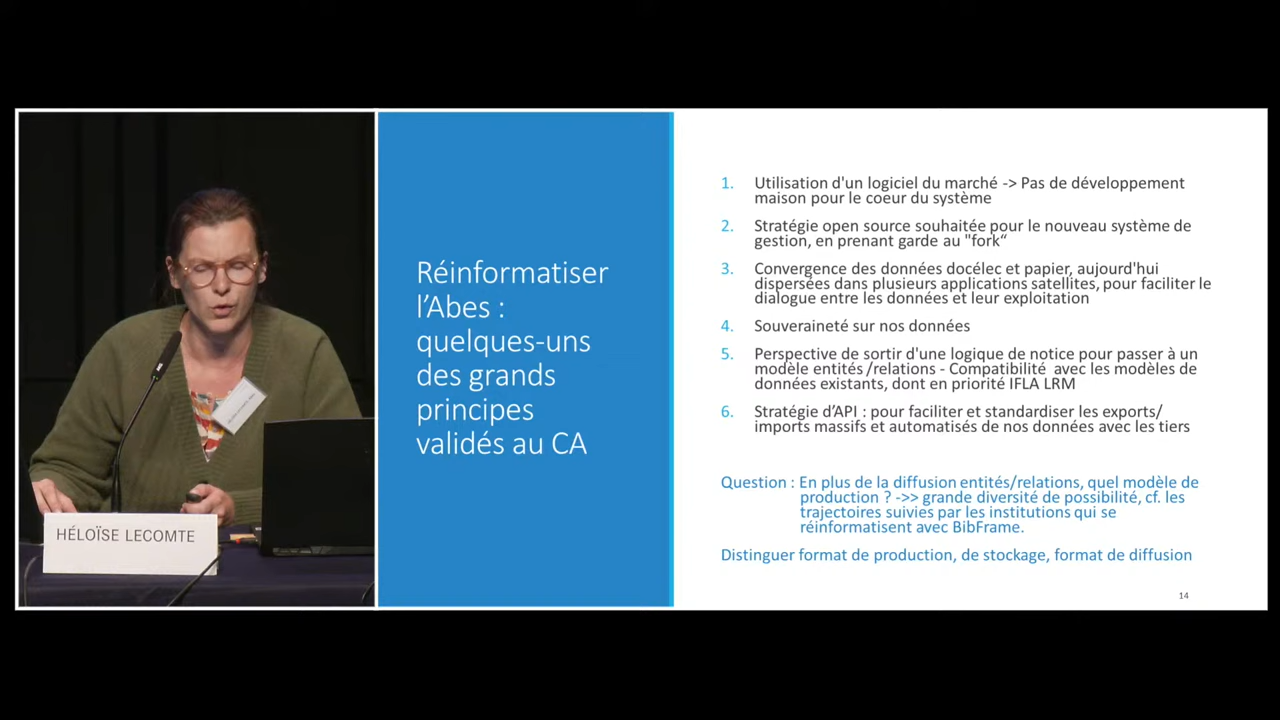 HÉLOÏSE LECOMTE
Réinformatiser
l’Abes :
quelques-uns
des grands
principes
validés au CA
1. Utilisation d'un logiciel du marché -> Pas de développement
maison pour le coeur du système
2. Stratégie open source souhaitée pour le nouveau système de
gestion, en prenant garde au "fork“
3. Convergence des données docélec et papier, aujourd'hui
dispersées dans plusieurs applications satellites, pour faciliter le
dialogue entre les données et leur exploitation
4. Souveraineté sur nos données
5. Perspective de sortir d'une logique de notice pour passer à un
modèle entités /relations - Compatibilité avec les modèles de
données existants, dont en priorité IFLA LRM
6. Stratégie d’API : pour faciliter et standardiser les exports/
imports massifs et automatisés de nos données avec les tiers
Question : En plus de la diffusion entités/relations, quel modèle de
production ? ->> grande diversité de possibilité, cf. les
trajectoires suivies par les institutions qui se
réinformatisent avec BibFrame.
Distinguer format de production, de stockage, format de diffusion
14